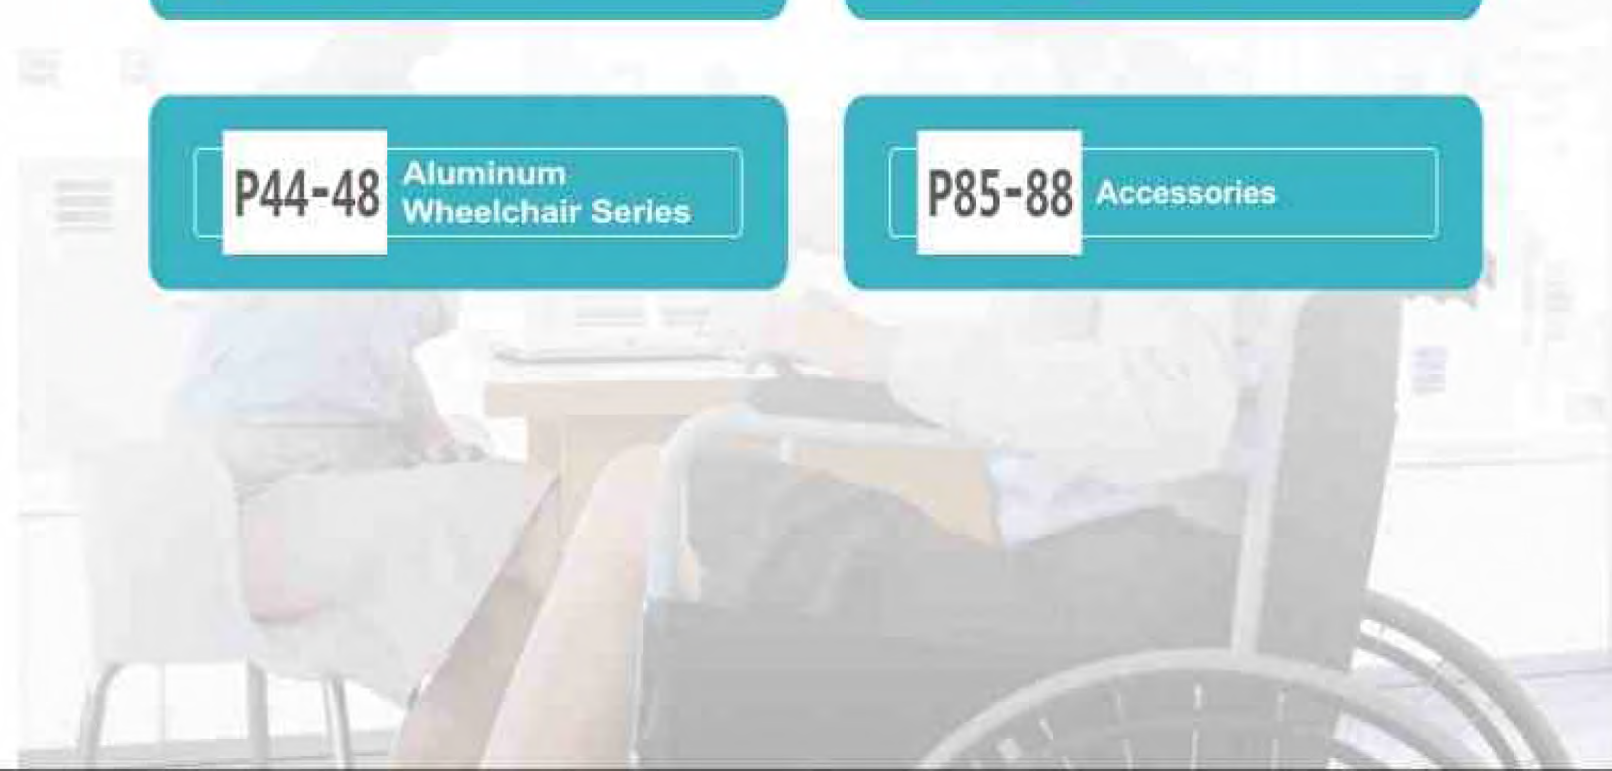 P44-48
Aluminum
Wheelchair Series
P85-88
Accessories